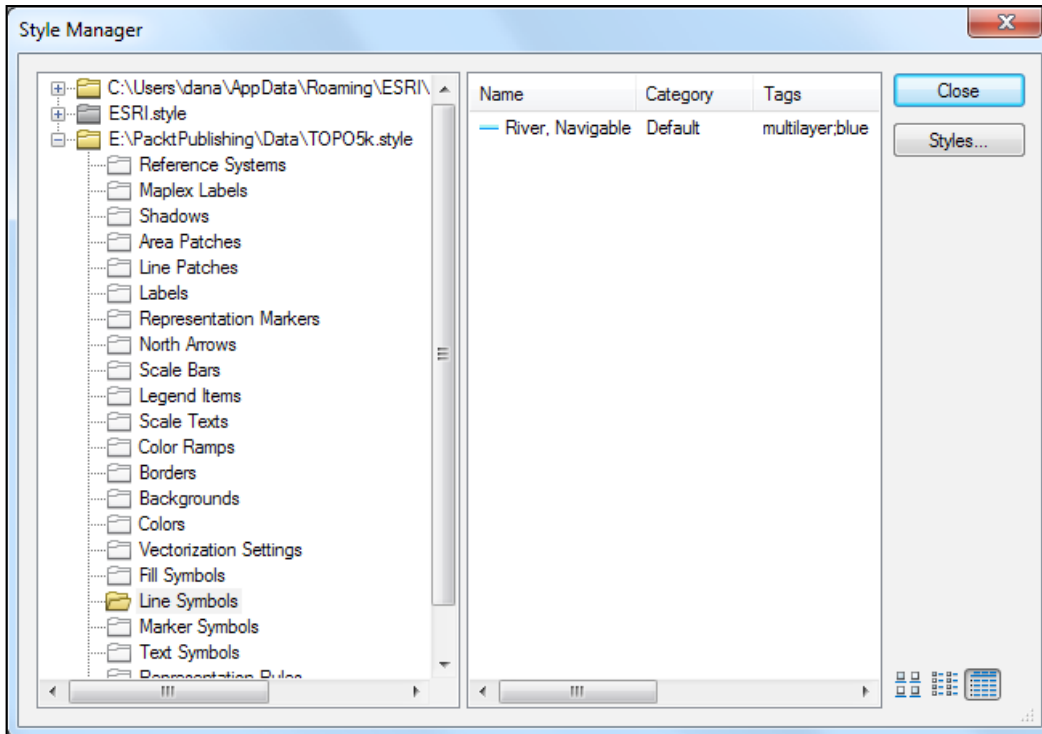 Style Manager
C:\Users\dana\AppData\Roaming\ESRI\
ESRI.style
E:\PacktPublishing\Data\TOPO5k.style
Reference Systems
Maplex Labels
Shadows
Area Patches
Line Patches
Labels
Representation Markers
North Arrows
Scale Bars
Legend Items
Scale Texts
Color Ramps
Borders
Backgrounds
Colors
Vectorization Settings
Fill Symbols
Line Symbols
Marker Symbols
Text Symbols
Representation Rules
Name Category Tags
River, Navigable Default multilayer;blue
Close
Styles...